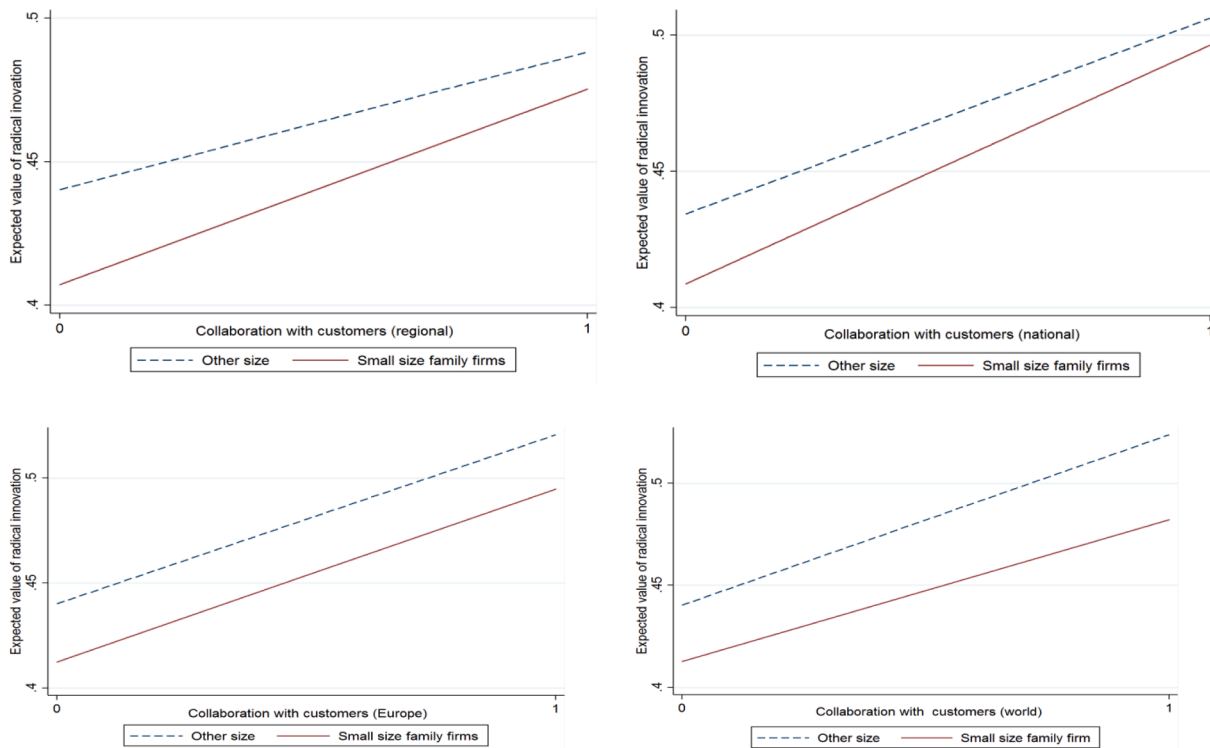 Expected value of radical inovation
.5
.45
.4
0
1
Collaboration with customers (regional)
Other size
Small size family firms
Expected value of radical innovation
.5
.45
.4
0
1
Collaboration with customers (national)
Other size
Small size family firms
Expected value of radical innovation
.5
.45
.4
0
1
Collaboration with customers (Europe)
Other size
Small size family firms
Expected value of radical innovation
.5
.45
.4
0
1
Collaboration with customers (world)
Other size
Small size family firm